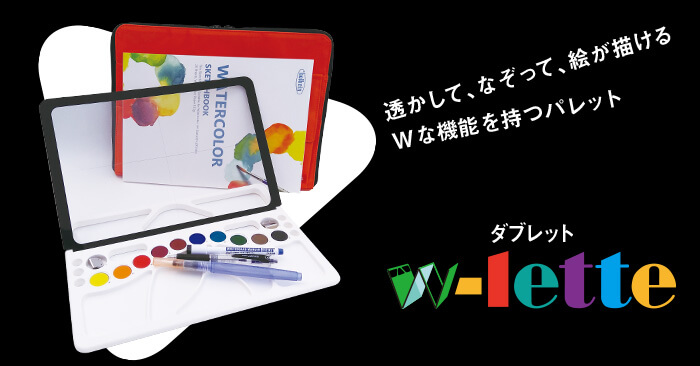 透かして、なぞって、絵が描ける
Wな機能を持つパレット
ダブレット
w-lette
WATERCOLOR
SKETCHBOOK